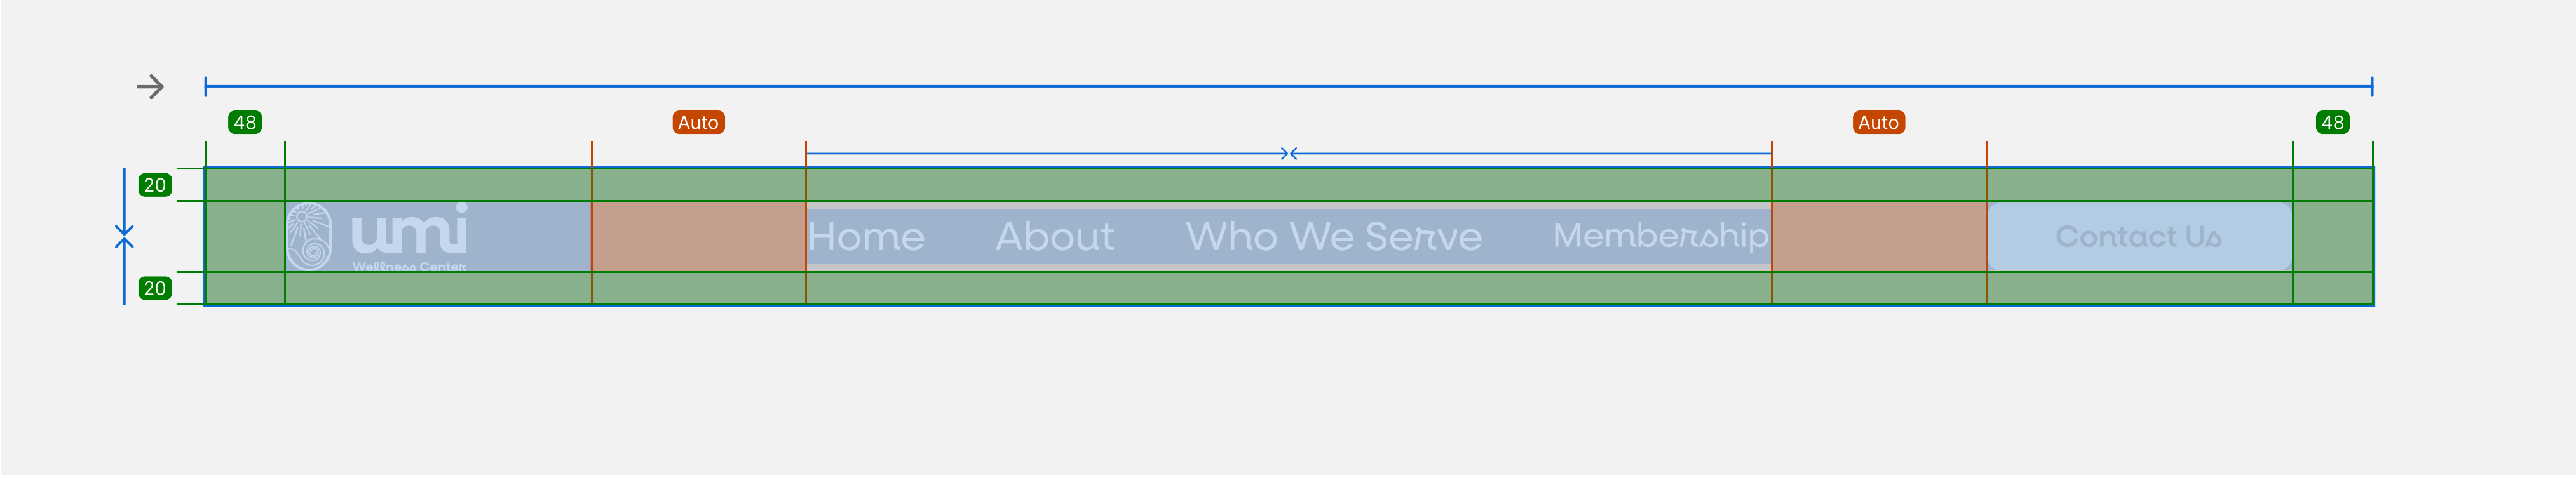 48
Auto
Auto
48
20
umi
Wellness Center
Home
About
Who We Serve
Membership
Contact Us
20